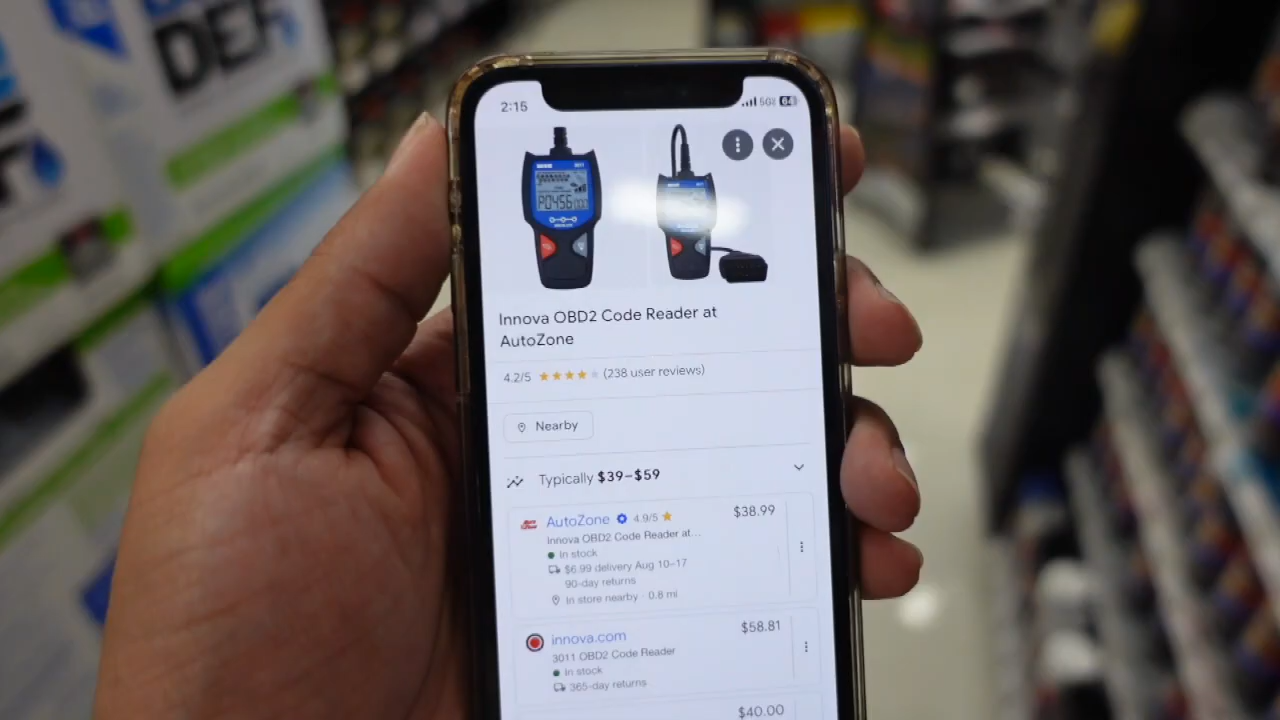 DEF
2:15
5G
64
P0456
Innova OBD2 Code Reader at
AutoZone
4.2/5 (238 user reviews)
Nearby
Typically $39–$59
AutoZone 4.9/5 $38.99
Innova OBD2 Code Reader at...
In stock
$6.99 delivery Aug 10–17
90-day returns
In store nearby · 0.8 mi
innova.com $58.81
3011 OBD2 Code Reader
In stock
365-day returns
$40.00